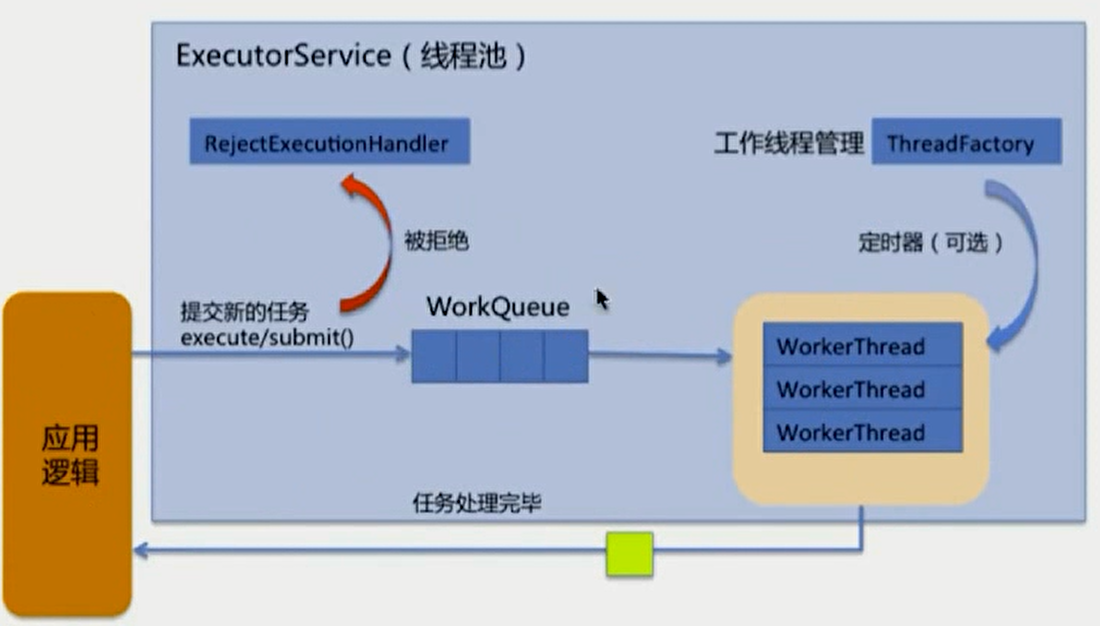 ExecutorService（线程池）
RejectExecutionHandler
工作线程管理
ThreadFactory
被拒绝
定时器（可选）
提交新的任务
execute/submit()
WorkQueue
WorkerThread
WorkerThread
WorkerThread
应用
逻辑
任务处理完毕